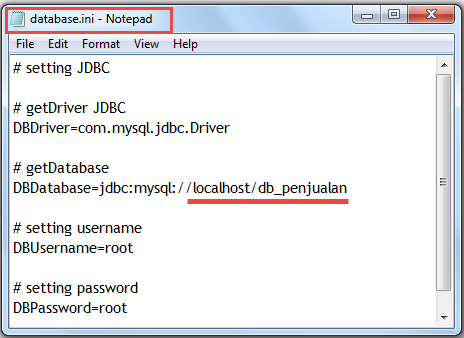 database.ini - Notepad
File Edit Format View Help
# setting JDBC
# getDriver JDBC
DBDriver=com.mysql.jdbc.Driver
# getDatabase
DBDatabase=jdbc:mysql://localhost/db_penjualan
# setting username
DBUsername=root
# setting password
DBPassword=root